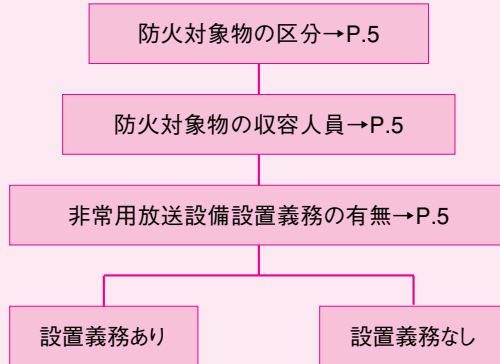 防火対象物の区分→P.5
防火対象物の収容人員→P.5
非常用放送設備設置義務の有無→P.5
設置義務あり
設置義務なし